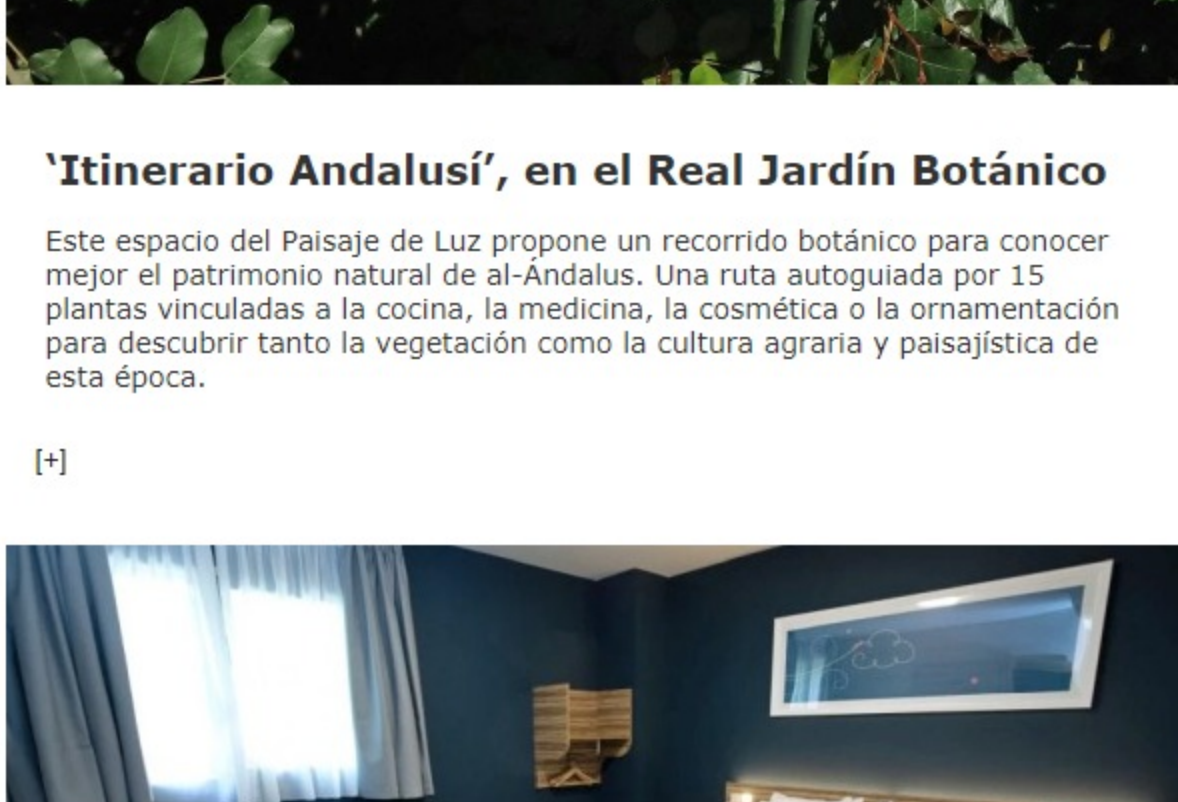 ‘Itinerario Andalusí’, en el Real Jardín Botánico
Este espacio del Paisaje de Luz propone un recorrido botánico para conocer
mejor el patrimonio natural de al-Ándalus. Una ruta autoguiada por 15
plantas vinculadas a la cocina, la medicina, la cosmética o la ornamentación
para descubrir tanto la vegetación como la cultura agraria y paisajística de
esta época.
[+]